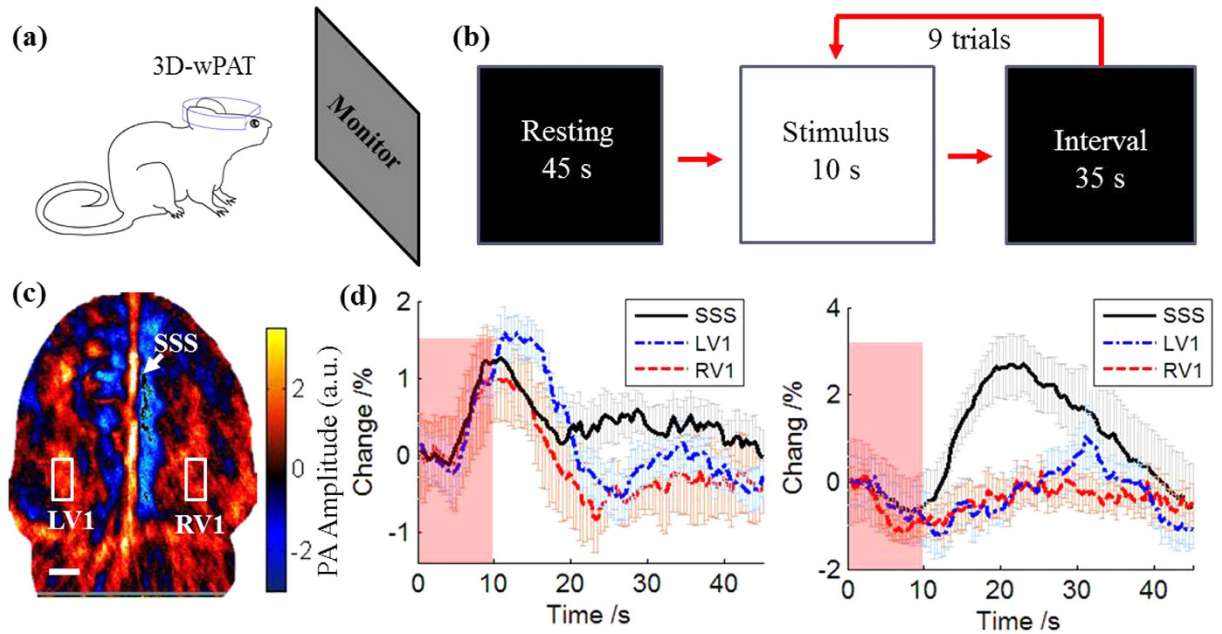 (a)
3D-wPAT
Monitor
(b)
9 trials
Resting
45 s
Stimulus
10 s
Interval
35 s
(c)
SSS
LV1
RV1
2
0
-2
PA Amplitude (a.u.)
(d)
2
1
0
-1
Change /%
0
10
20
30
40
Time /s
SSS
LV1
RV1
4
2
0
-2
Chang /%
0
10
20
30
40
Time /s
SSS
LV1
RV1